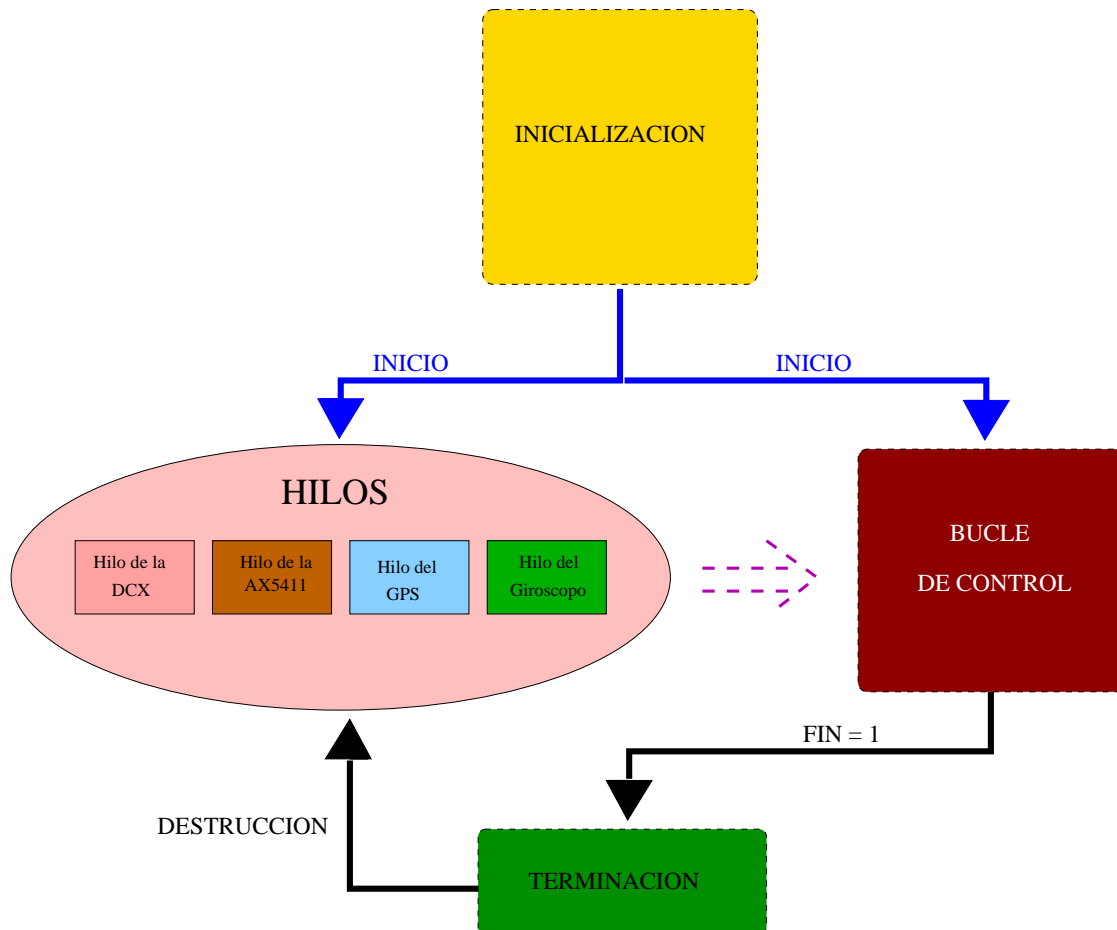 INICIALIZACION
INICIO
INICIO
HILOS
Hilo de la
DCX
Hilo de la
AX5411
Hilo del
GPS
Hilo del
Giroscopo
BUCLE
DE CONTROL
FIN = 1
DESTRUCCION
TERMINACION